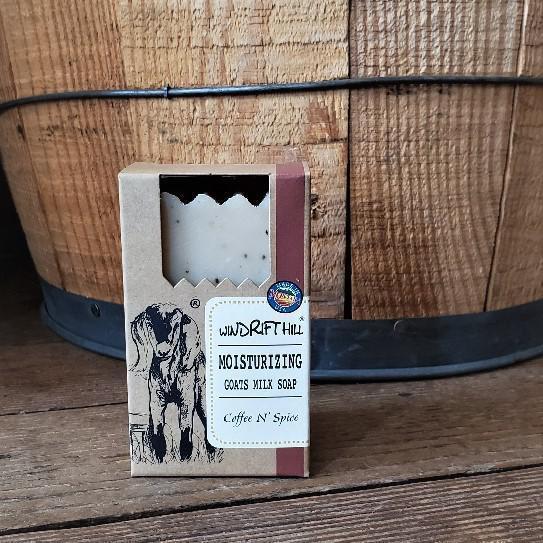 ®
WINDRIFT HILL®
MOISTURIZING
GOATS MILK SOAP
Coffee N' Spice